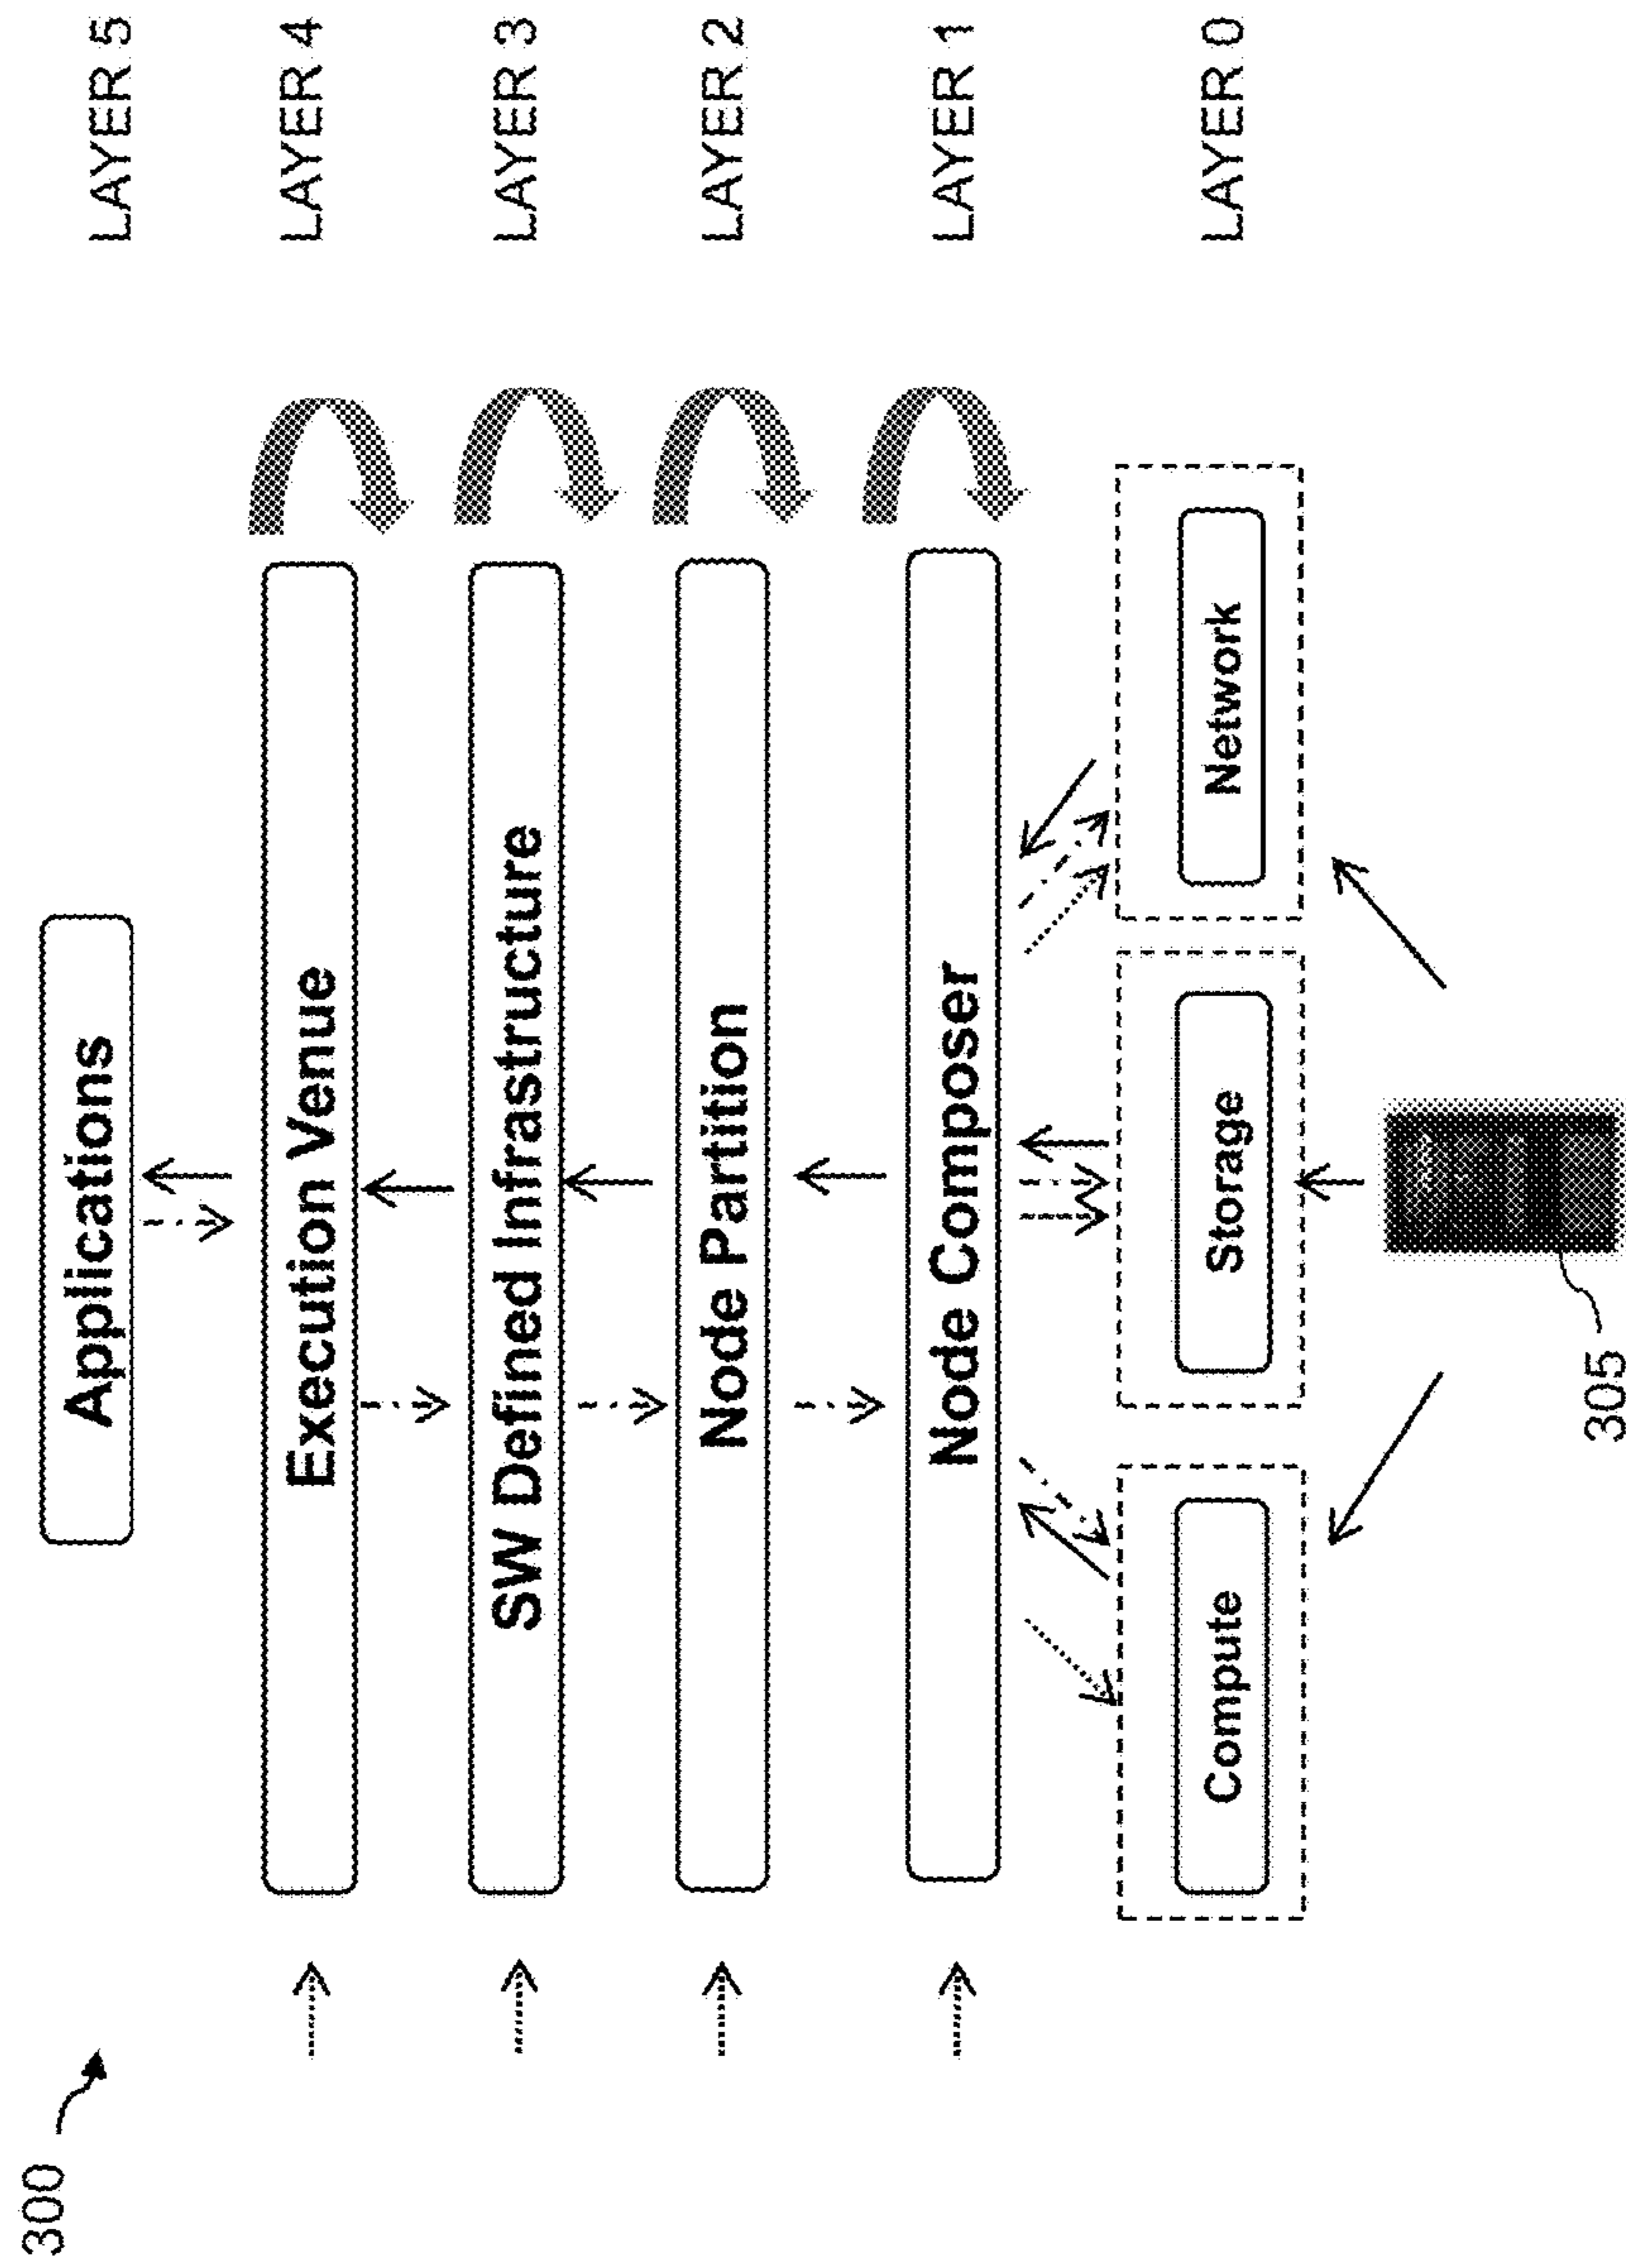 300
Applications
LAYER 5
Execution Venue
LAYER 4
SW Defined Infrastructure
LAYER 3
Node Partition
LAYER 2
Node Composer
LAYER 1
Compute
Storage
Network
LAYER 0
305